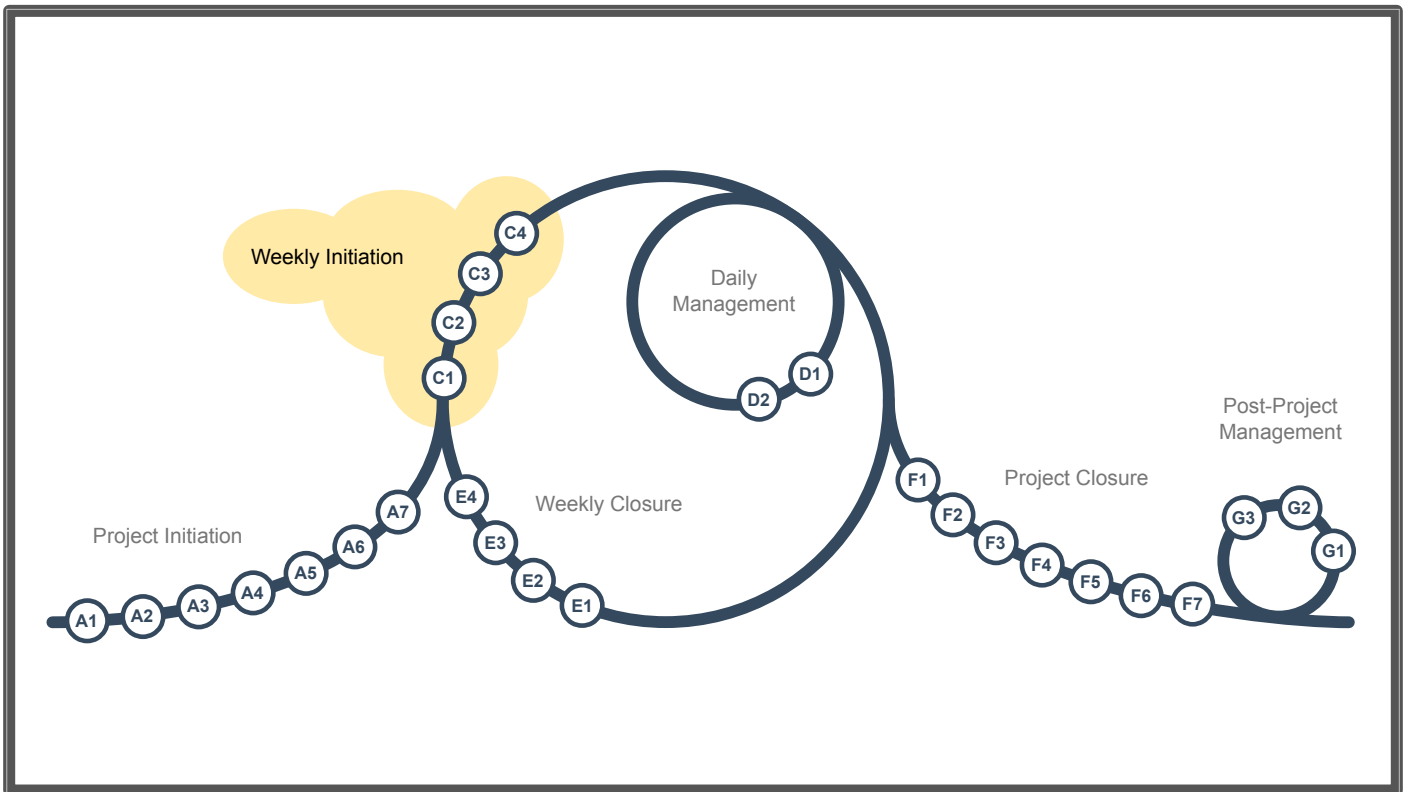 Weekly Initiation
C4
C3
C2
C1
Daily
Management
D1
D2
Post-Project
Management
Project Initiation
A1
A2
A3
A4
A5
A6
A7
Weekly Closure
E4
E3
E2
E1
Project Closure
F1
F2
F3
F4
F5
F6
F7
G3
G2
G1